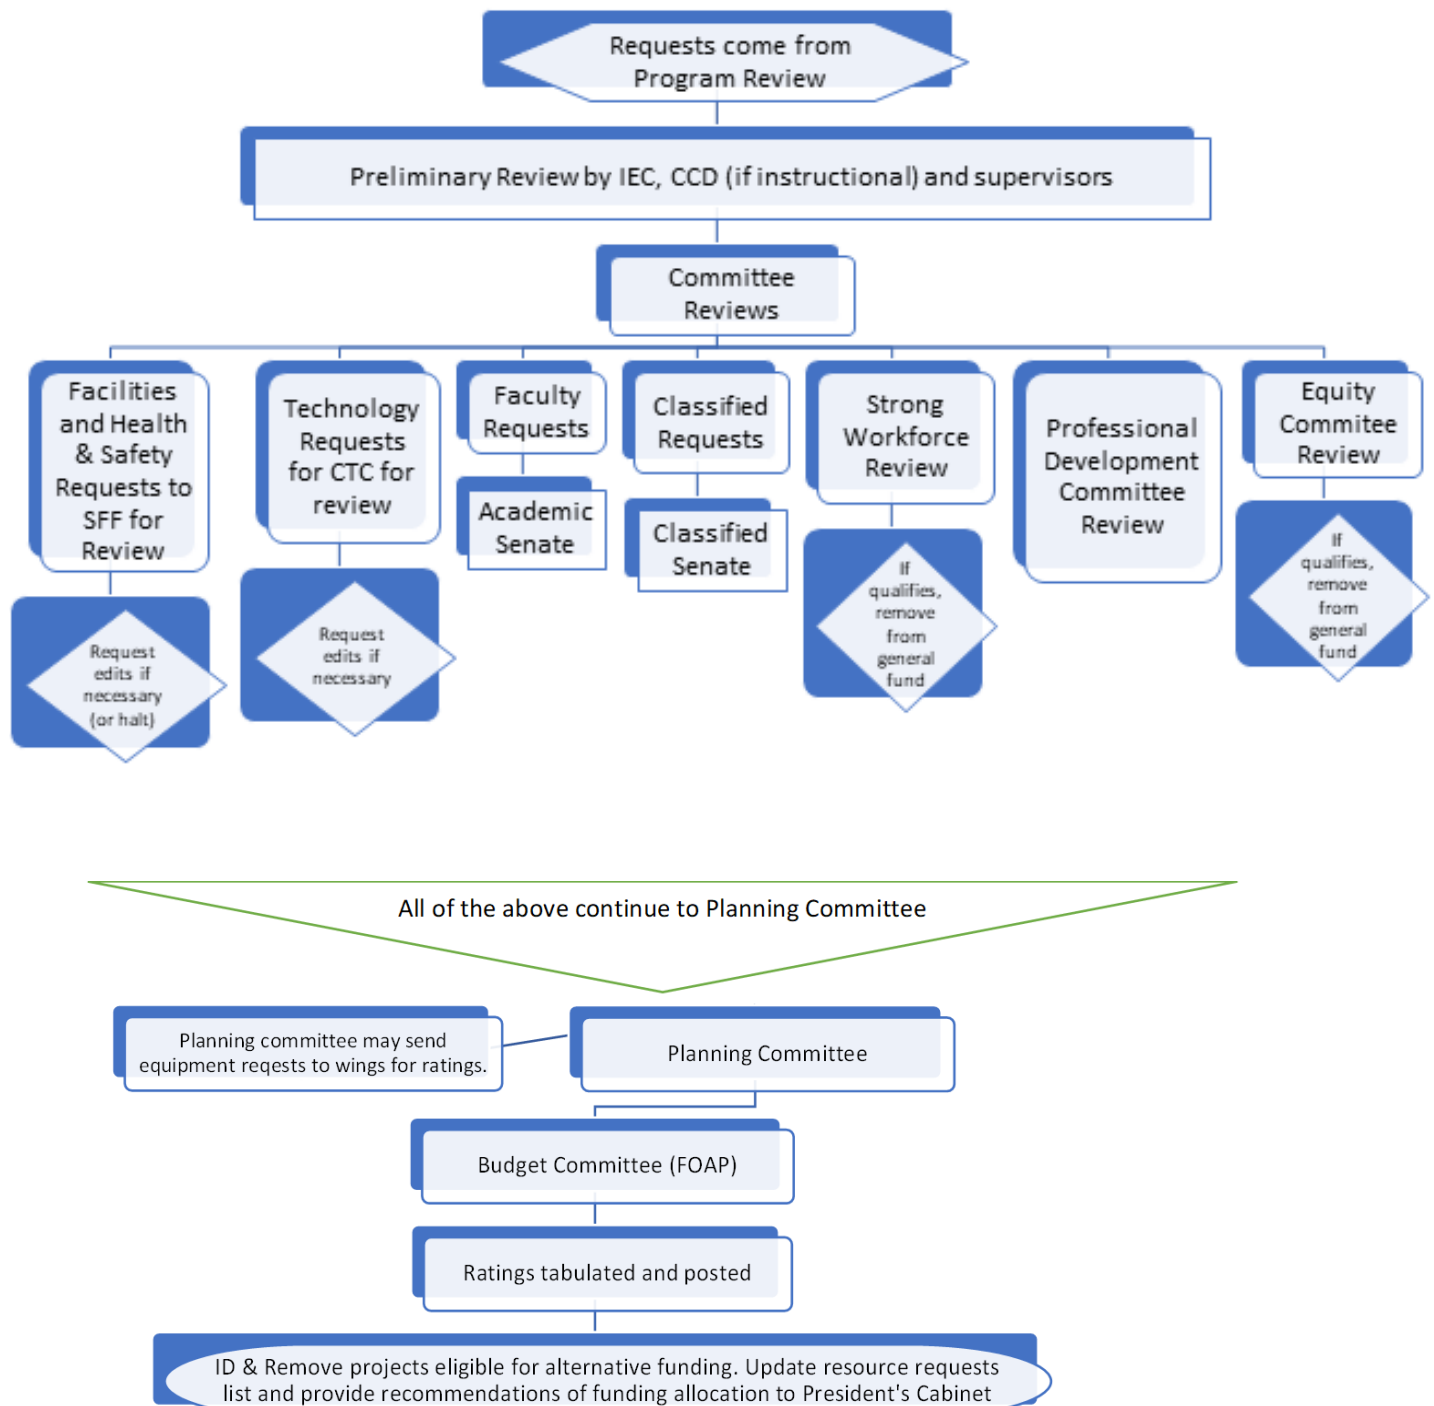 Requests come from
Program Review
Preliminary Review by IEC, CCD (if instructional) and supervisors
Committee
Reviews
Facilities
and Health
& Safety
Requests to
SFF for
Review
Request
edits if
necessary
(or halt)
Technology
Requests
for CTC for
review
Request
edits if
necessary
Faculty
Requests
Academic
Senate
Classified
Requests
Classified
Senate
Strong
Workforce
Review
If
qualifies,
remove
from
general
fund
Professional
Development
Committee
Review
Equity
Commitee
Review
If
qualifies,
remove
from
general
fund
All of the above continue to Planning Committee
Planning committee may send
equipment reqests to wings for ratings.
Planning Committee
Budget Committee (FOAP)
Ratings tabulated and posted
ID & Remove projects eligible for alternative funding. Update resource requests
list and provide recommendations of funding allocation to President's Cabinet